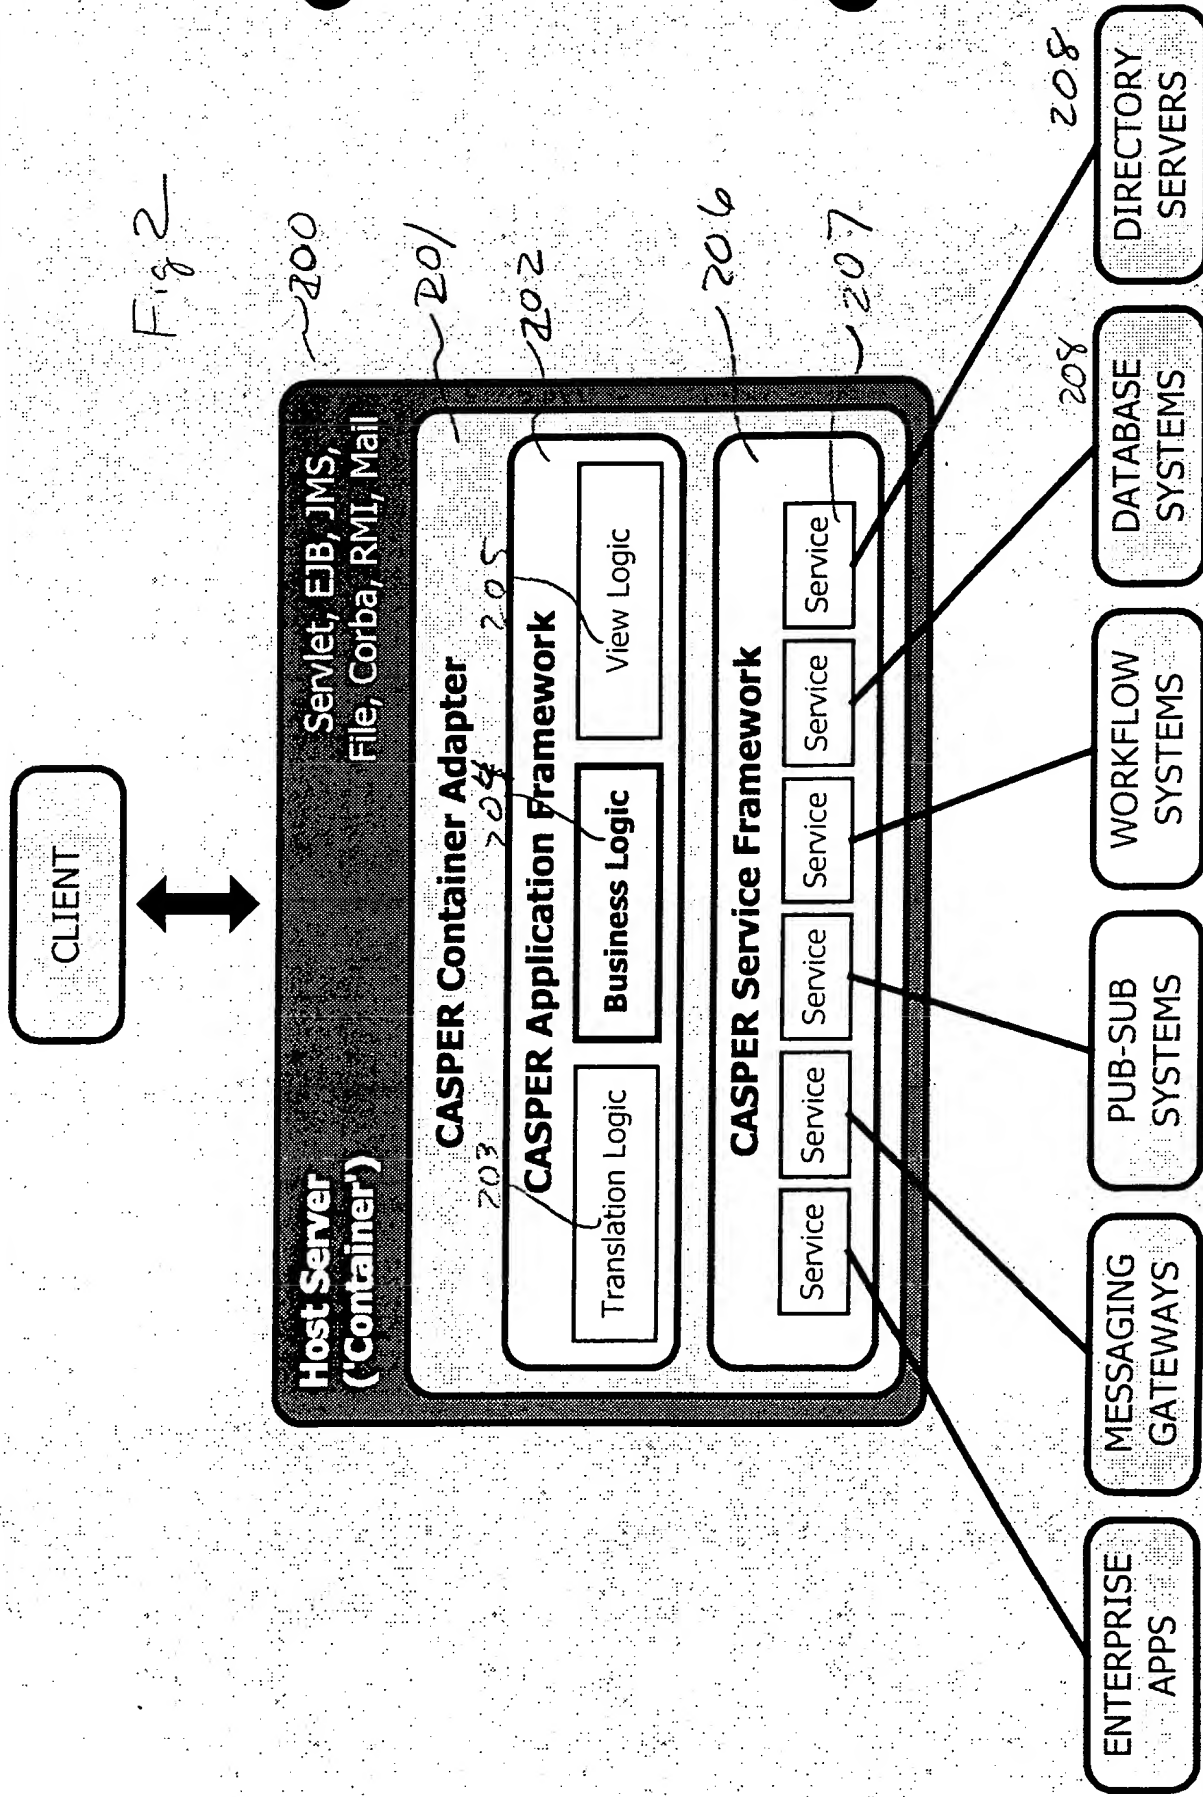 Fig 2
CLIENT
Host Server
('Container')
Servlet, EJB, JMS,
File, Corba, RMI, Mail
200
CASPER Container Adapter
201
203
204
205
CASPER Application Framework
202
Translation Logic
Business Logic
View Logic
CASPER Service Framework
206
Service
Service
Service
Service
Service
Service
207
208
208
ENTERPRISE
APPS
MESSAGING
GATEWAYS
PUB-SUB
SYSTEMS
WORKFLOW
SYSTEMS
DATABASE
SYSTEMS
DIRECTORY
SERVERS